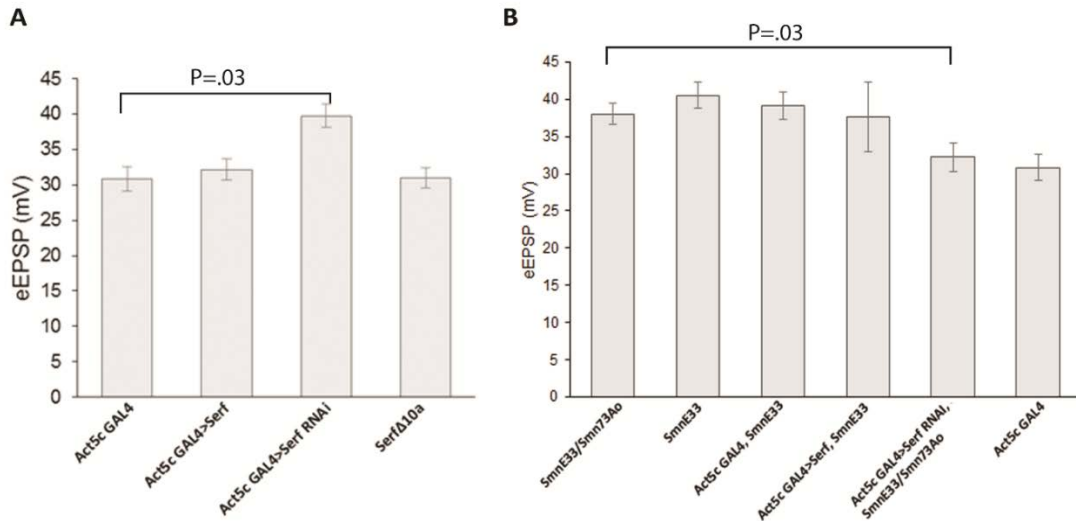 A
P=.03
45
40
35
30
25
20
15
10
5
0
eEPSP (mV)
Act5c GAL4
Act5c GAL4>Serf
Act5c GAL4>Serf RNAi
SerfΔ10a
B
P=.03
45
40
35
30
25
20
15
10
5
0
eEPSP (mV)
SmnE33/Smn73Ao
SmnE33
Act5c GAL4, SmnE33
Act5c GAL4>Serf, SmnE33
Act5c GAL4>Serf RNAi,
SmnE33/Smn73Ao
Act5c GAL4